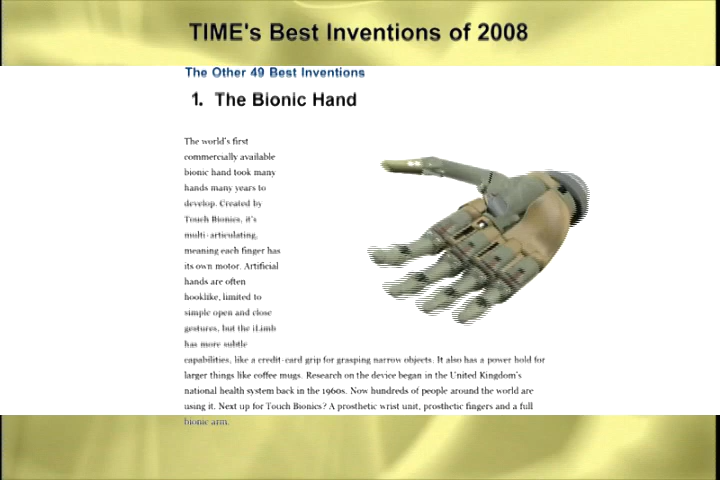 TIME's Best Inventions of 2008
The Other 49 Best Inventions
1. The Bionic Hand
The world's first
commercially available
bionic hand took many
hands many years to
develop. Created by
Touch Bionics, it's
multi-articulating,
meaning each finger has
its own motor. Artificial
hands are often
hooklike, limited to
simple open and close
gestures, but the iLimb
has more subtle
capabilities, like a credit-card grip for grasping narrow objects. It also has a power hold for
larger things like coffee mugs. Research on the device began in the United Kingdom's
national health system back in the 1960s. Now hundreds of people around the world are
using it. Next up for Touch Bionics? A prosthetic wrist unit, prosthetic fingers and a full
bionic arm.